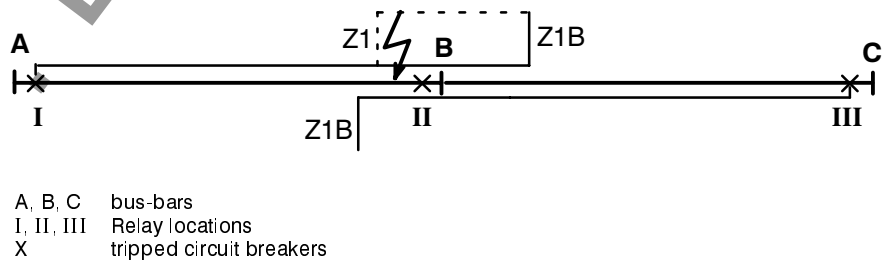 Z1
Z1B
A
B
C
I
II
III
Z1B
A, B, C bus-bars
I, II, III Relay locations
X tripped circuit breakers